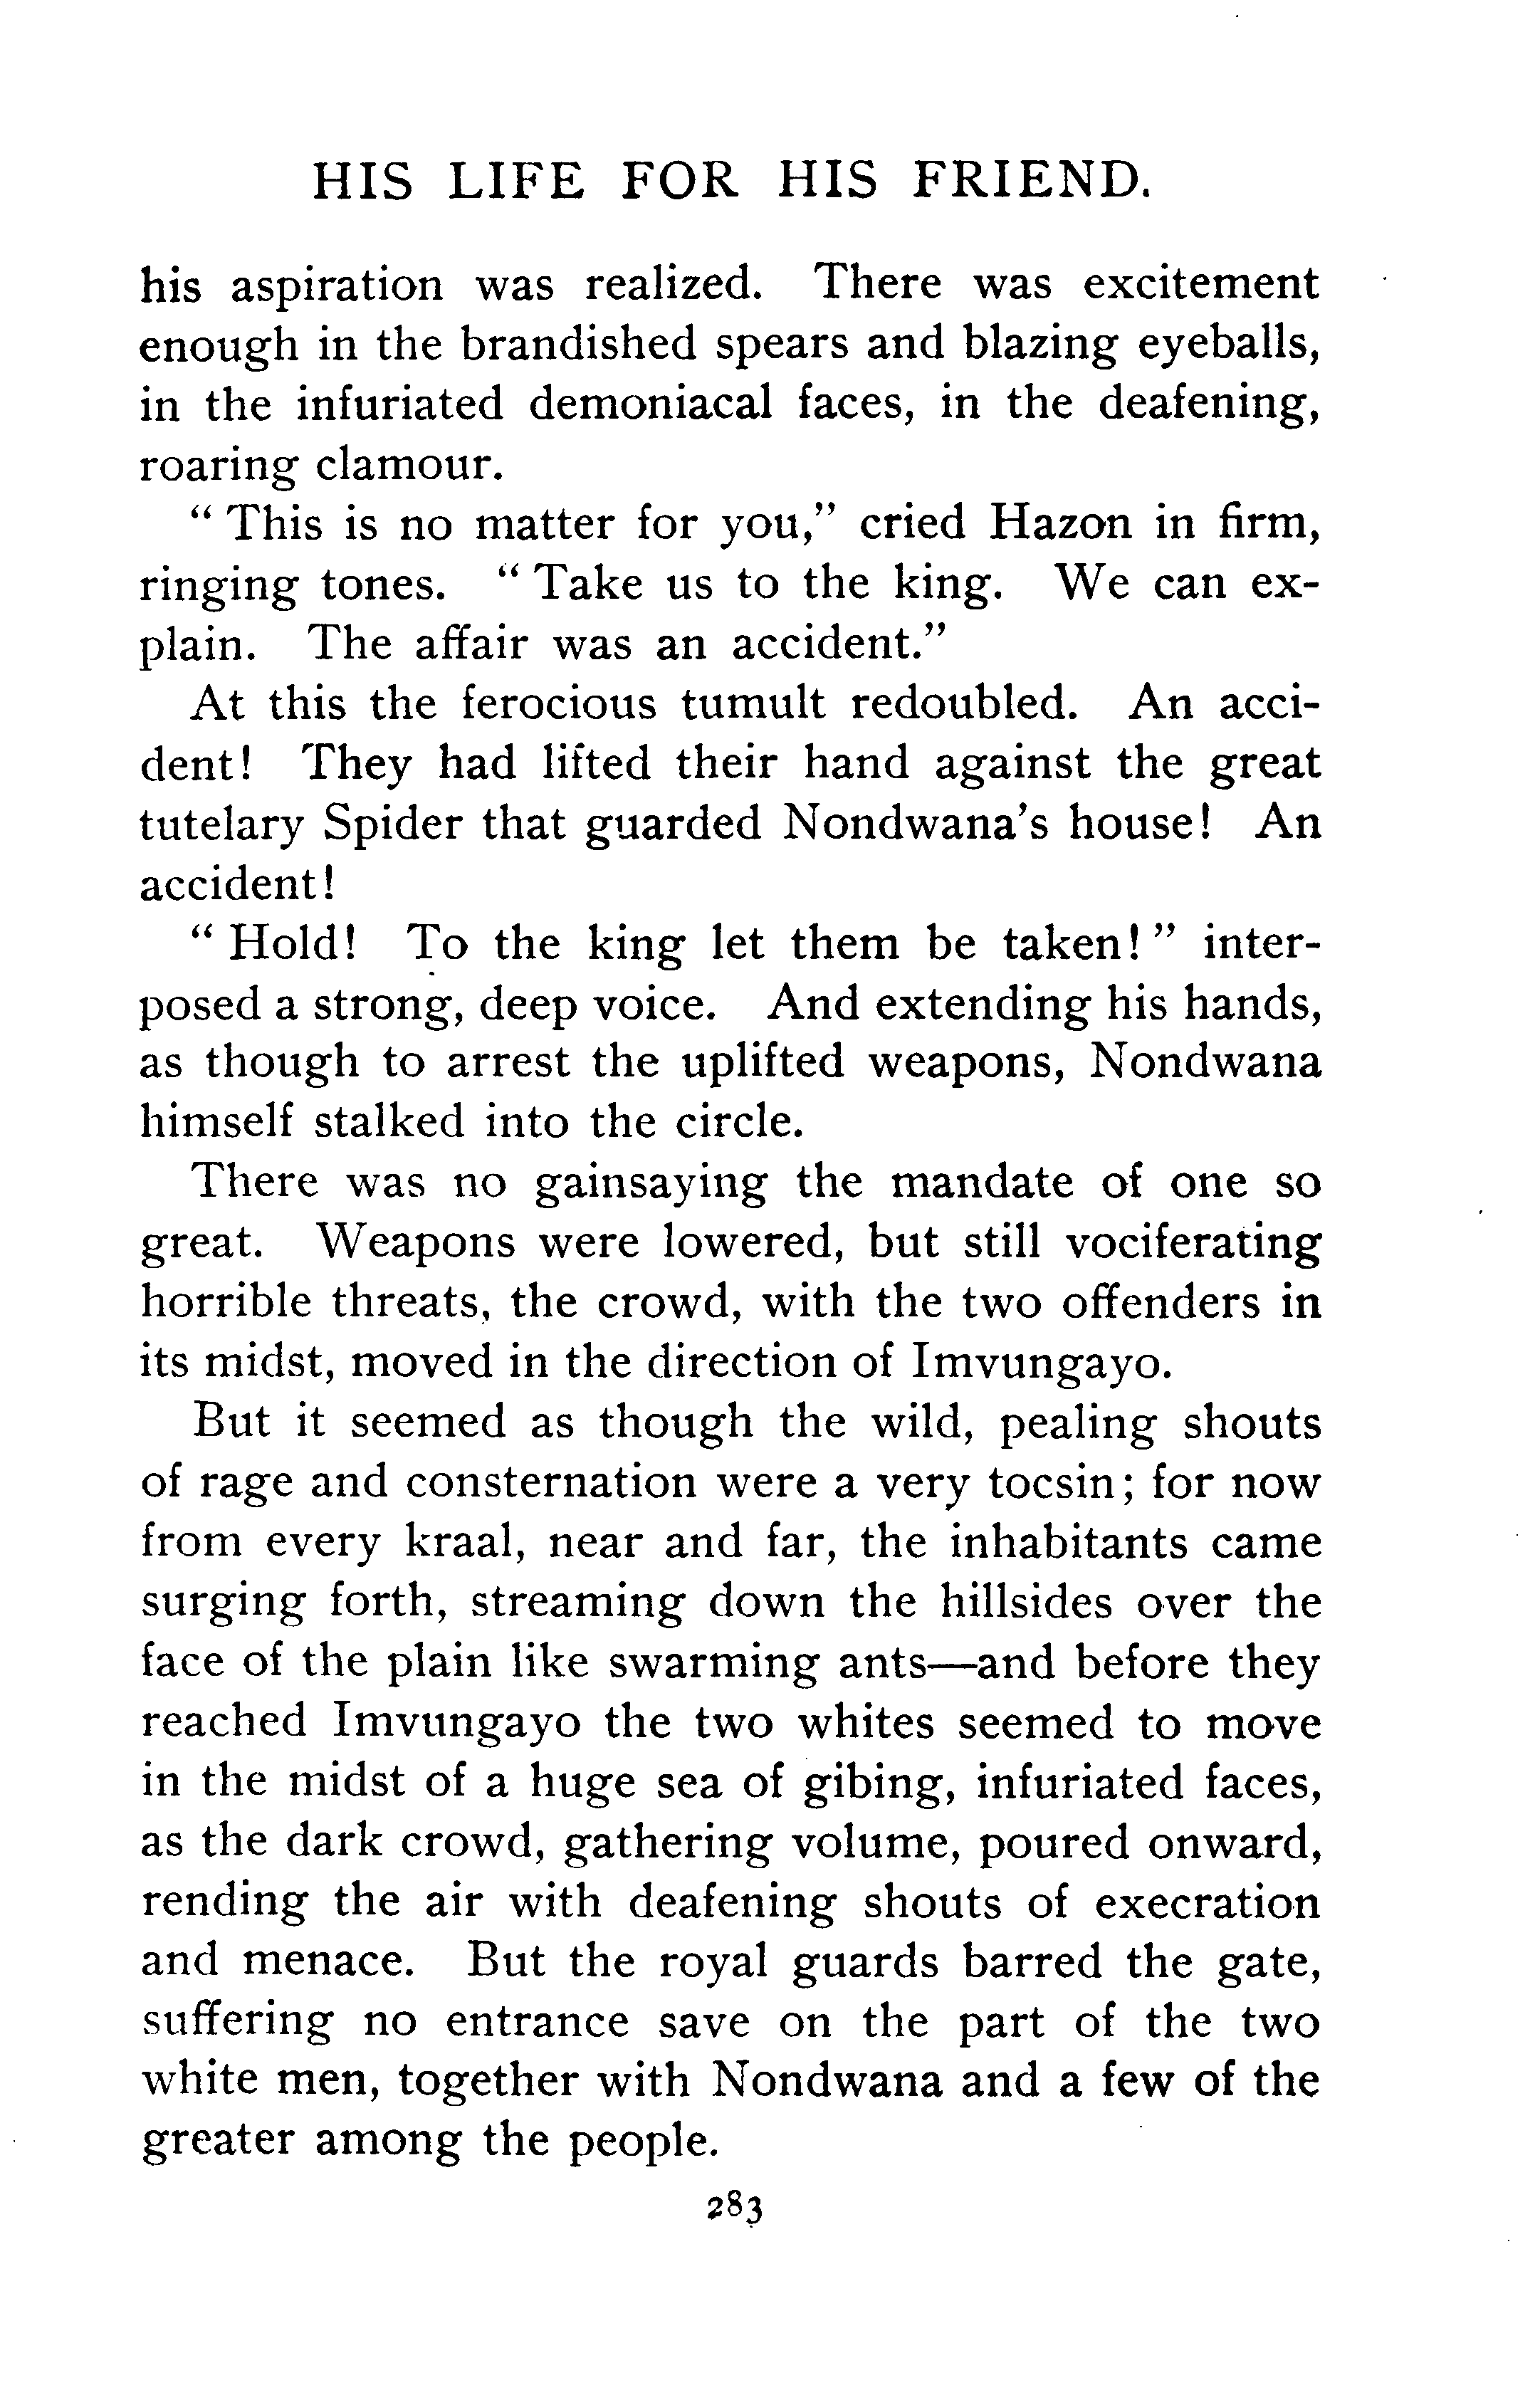 HIS LIFE FOR HIS FRIEND.
his aspiration was realized. There was excitement
enough in the brandished spears and blazing eyeballs,
in the infuriated demoniacal faces, in the deafening,
roaring clamour.
“ This is no matter for you,” cried Hazon in firm,
ringing tones. “ Take us to the king. We can ex-
plain. The affair was an accident.”
At this the ferocious tumult redoubled. An acci-
dent! They had lifted their hand against the great
tutelary Spider that guarded Nondwana’s house! An
accident!
“ Hold! To the king let them be taken! ” inter-
posed a strong, deep voice. And extending his hands,
as though to arrest the uplifted weapons, Nondwana
himself stalked into the circle.
There was no gainsaying the mandate of one so
great. Weapons were lowered, but still vociferating
horrible threats, the crowd, with the two offenders in
its midst, moved in the direction of Imvungayo.
But it seemed as though the wild, pealing shouts
of rage and consternation were a very tocsin; for now
from every kraal, near and far, the inhabitants came
surging forth, streaming down the hillsides over the
face of the plain like swarming ants—and before they
reached Imvungayo the two whites seemed to move
in the midst of a huge sea of gibing, infuriated faces,
as the dark crowd, gathering volume, poured onward,
rending the air with deafening shouts of execration
and menace. But the royal guards barred the gate,
suffering no entrance save on the part of the two
white men, together with Nondwana and a few of the
greater among the people.
283